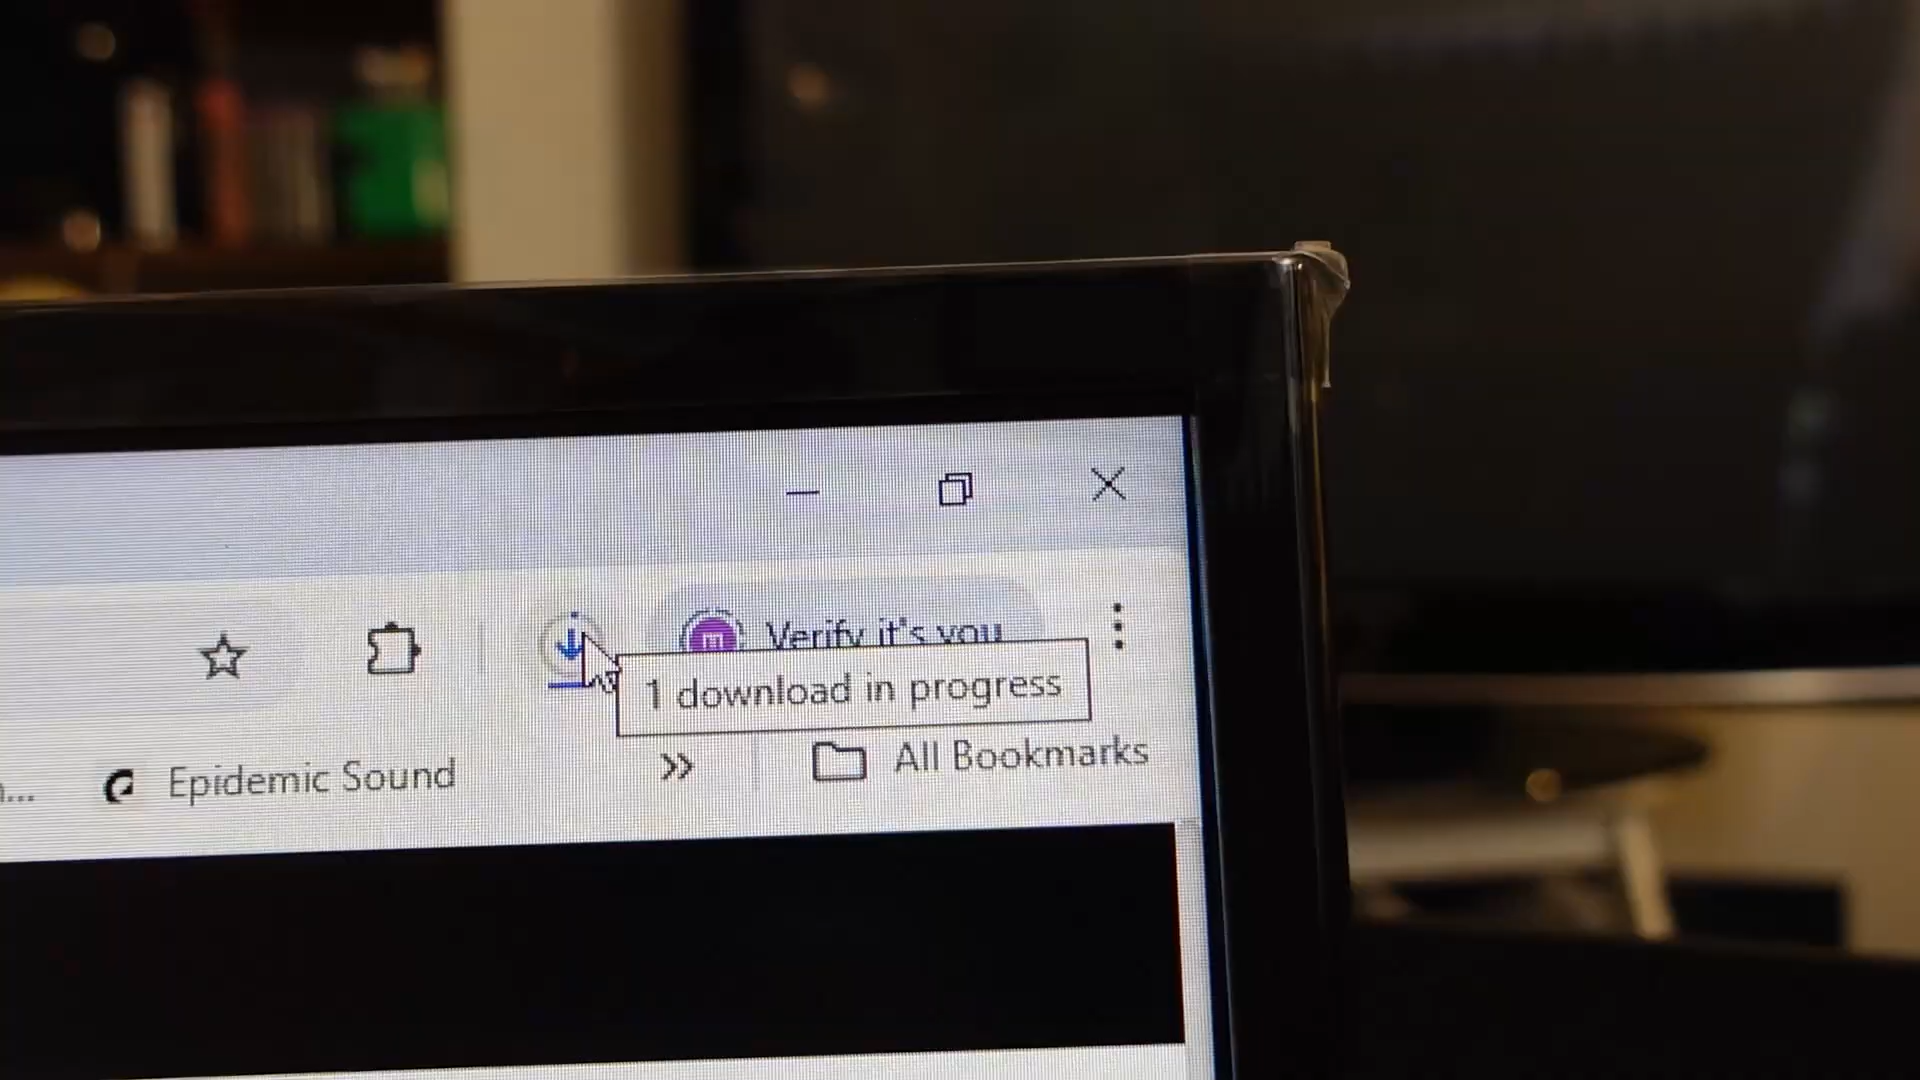 Verify it's you
1 download in progress
Epidemic Sound
All Bookmarks